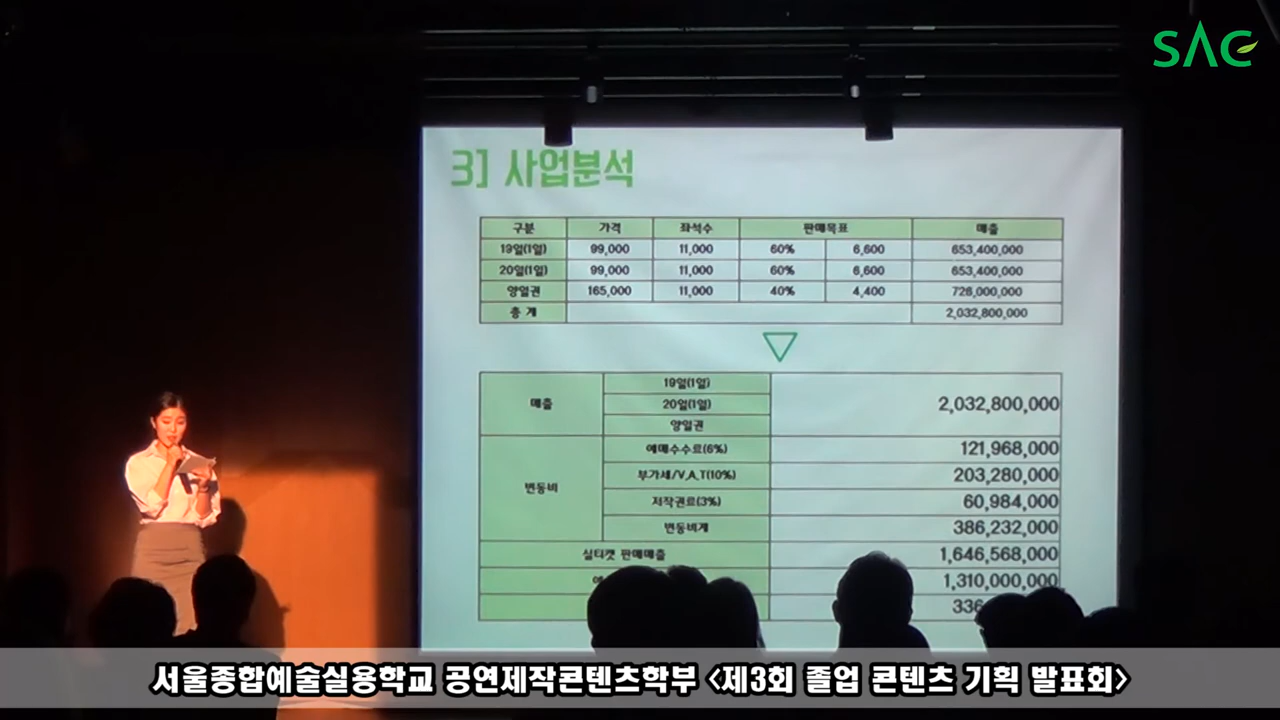 SAC
3] 사업분석
구분 가격 좌석수 판매목표 매출
19일(1일) 99,000 11,000 60% 6,600 653,400,000
20일(1일) 99,000 11,000 60% 6,600 653,400,000
양일권 165,000 11,000 40% 4,400 726,000,000
총 계 2,032,800,000
매출 19일(1일) 2,032,800,000
20일(1일)
양일권
변동비 예매수수료(6%) 121,968,000
부가세/V.A.T(10%) 203,280,000
저작권료(3%) 60,984,000
변동비계 386,232,000
실티켓 판매매출 1,646,568,000
1,310,000,000
서울종합예술실용학교 공연제작콘텐츠학부 <제3회 졸업 콘텐츠 기획 발표회>